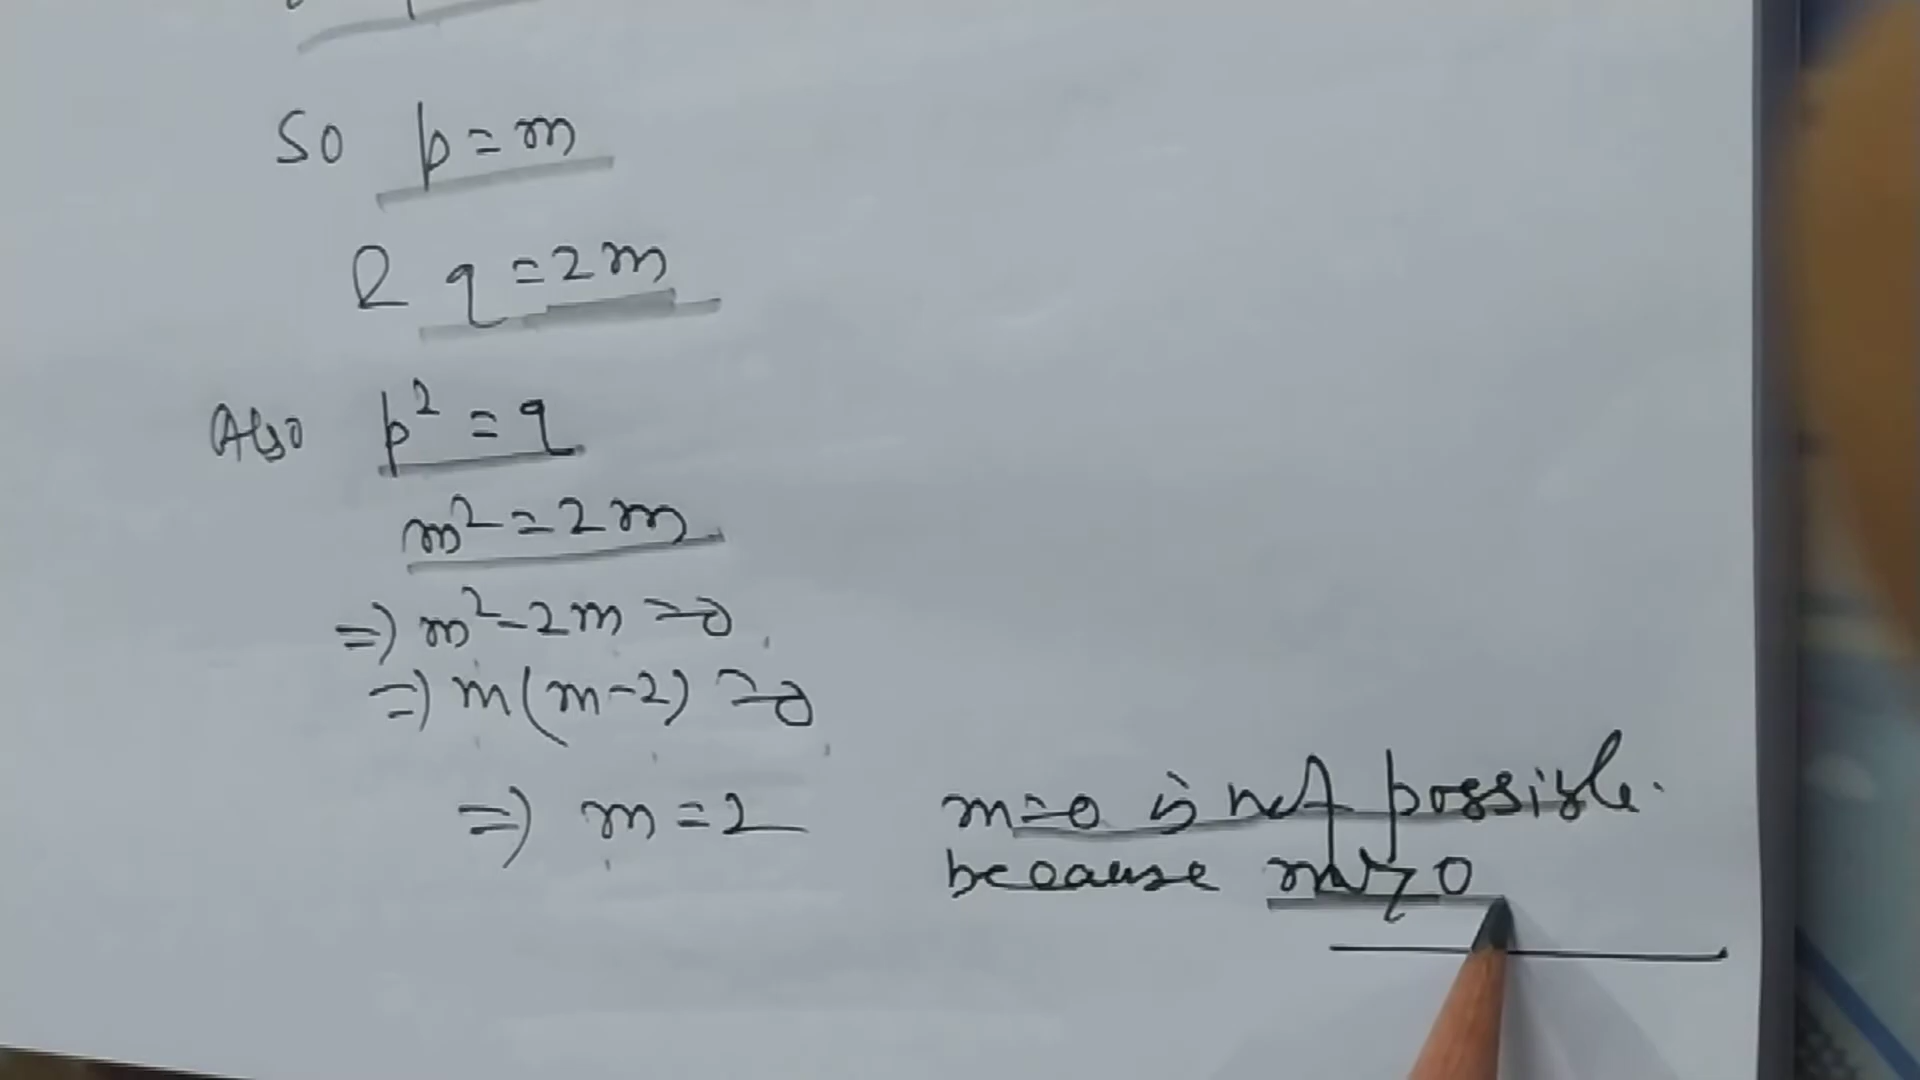 So p = m
& q = 2m
Also p² = q
m² = 2m
=) m² - 2m = 0
=) m(m-2) = 0
=) m = 2
m=0 is not possible.
because m>0